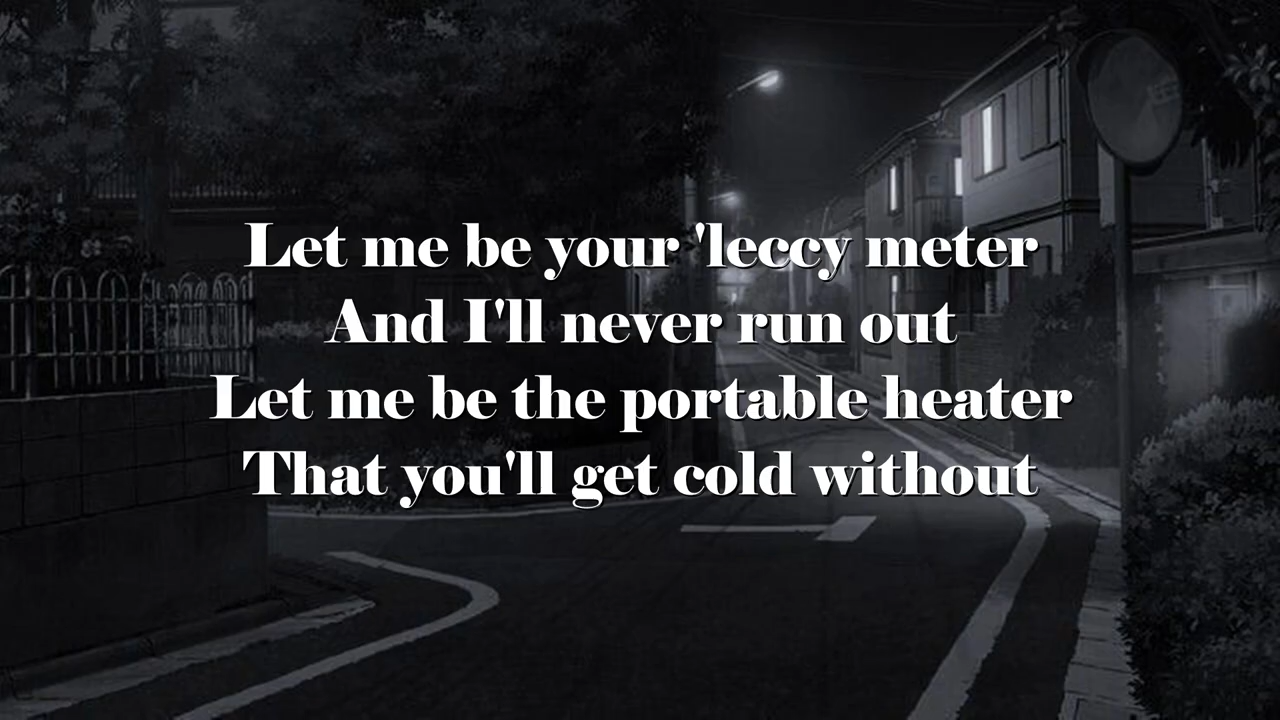 Let me be your 'leccy meter
And I'll never run out
Let me be the portable heater
That you'll get cold without